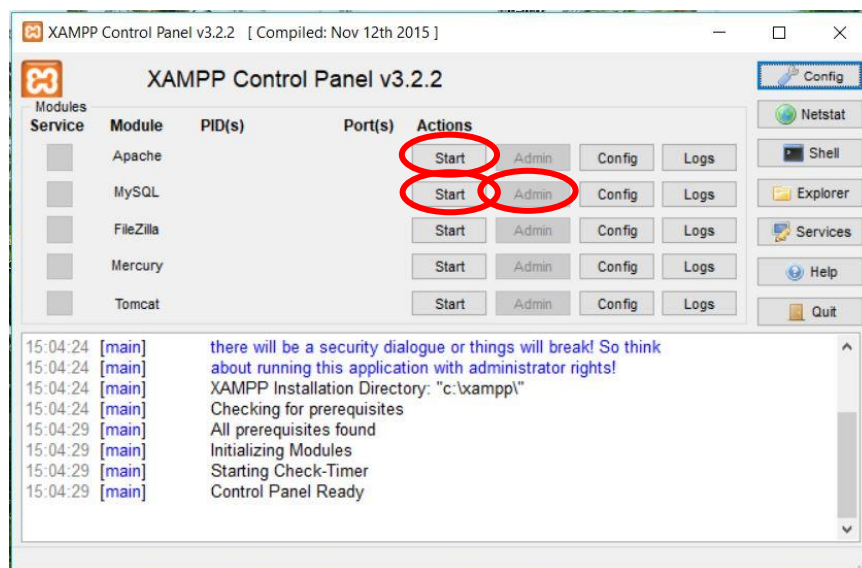 XAMPP Control Panel v3.2.2 [ Compiled: Nov 12th 2015 ]
XAMPP Control Panel v3.2.2
Config
Modules
Service Module PID(s) Port(s) Actions
Netstat
Apache Start Admin Config Logs
Shell
MySQL Start Admin Config Logs
Explorer
FileZilla Start Admin Config Logs
Services
Mercury Start Admin Config Logs
Help
Tomcat Start Admin Config Logs
Quit
15:04:24 [main] there will be a security dialogue or things will break! So think
15:04:24 [main] about running this application with administrator rights!
15:04:24 [main] XAMPP Installation Directory: "c:\xampp\"
15:04:24 [main] Checking for prerequisites
15:04:29 [main] All prerequisites found
15:04:29 [main] Initializing Modules
15:04:29 [main] Starting Check-Timer
15:04:29 [main] Control Panel Ready